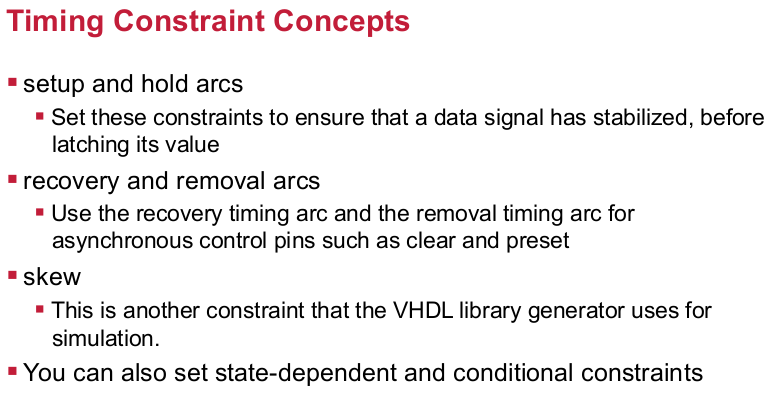 Timing Constraint Concepts
setup and hold arcs
Set these constraints to ensure that a data signal has stabilized, before
latching its value
recovery and removal arcs
Use the recovery timing arc and the removal timing arc for
asynchronous control pins such as clear and preset
skew
This is another constraint that the VHDL library generator uses for
simulation.
You can also set state-dependent and conditional constraints